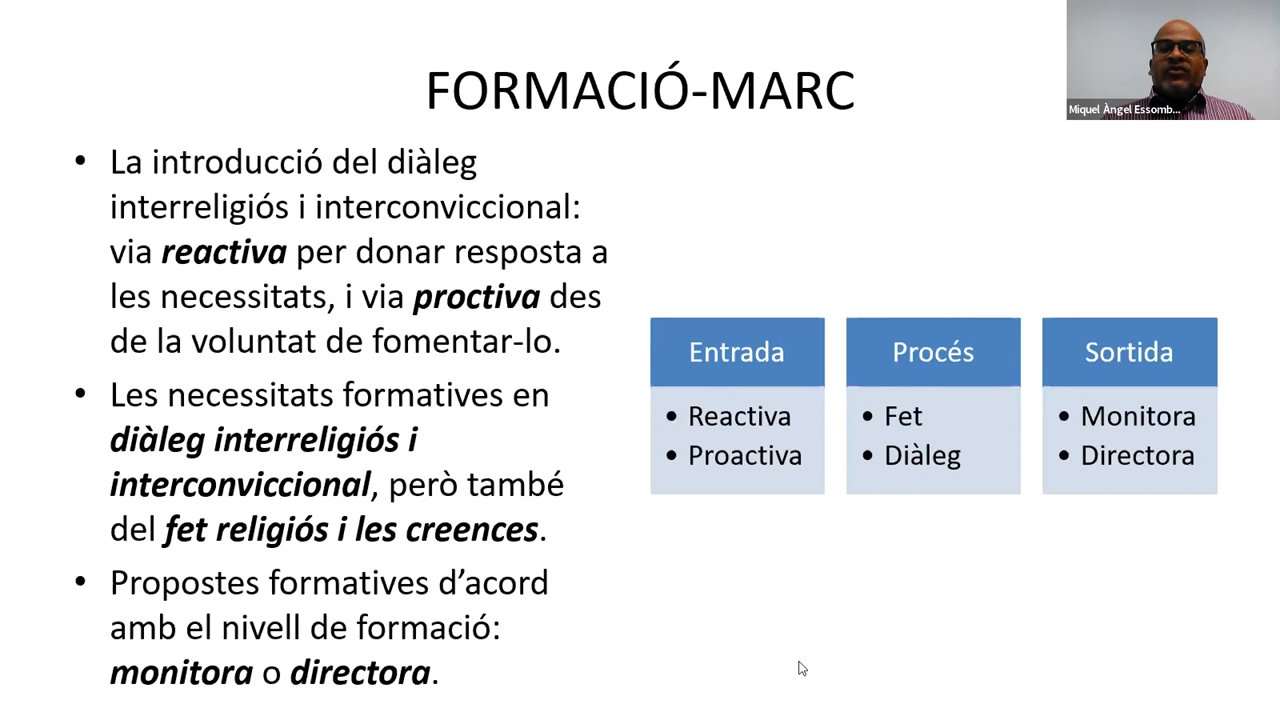 FORMACIÓ-MARC
Miquel Àngel Essomb...
• La introducció del diàleg
interreligiós i interconviccional:
via reactiva per donar resposta a
les necessitats, i via proctiva des
de la voluntat de fomentar-lo.
• Les necessitats formatives en
diàleg interreligiós i
interconviccional, però també
del fet religiós i les creences.
• Propostes formatives d’acord
amb el nivell de formació:
monitora o directora.
Entrada
• Reactiva
• Proactiva
Procés
• Fet
• Diàleg
Sortida
• Monitora
• Directora